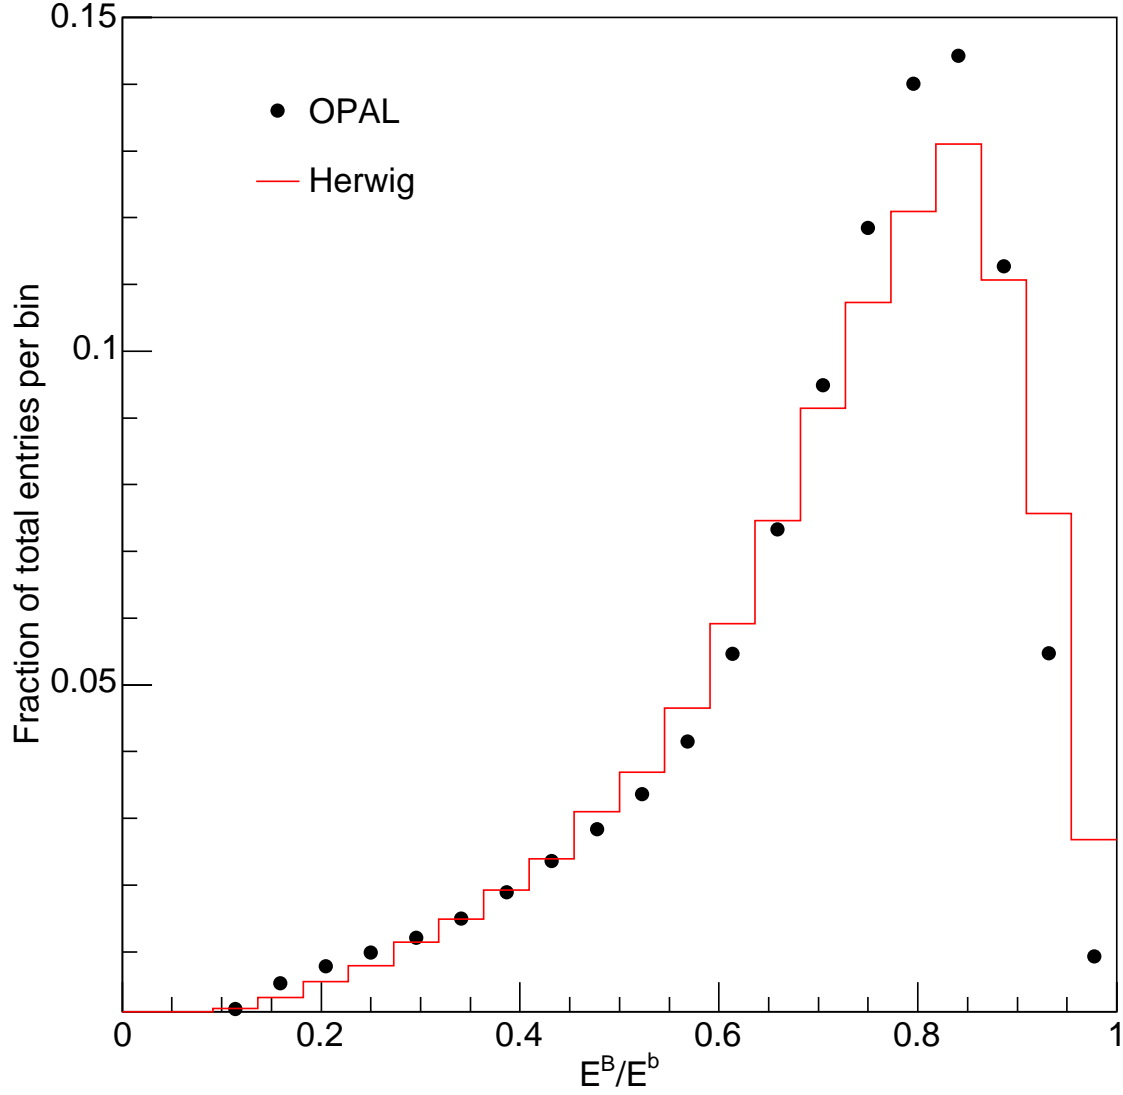 0.15
OPAL
Herwig
0.1
0.05
Fraction of total entries per bin
0 0.2 0.4 0.6 0.8 1
E^B/E^b